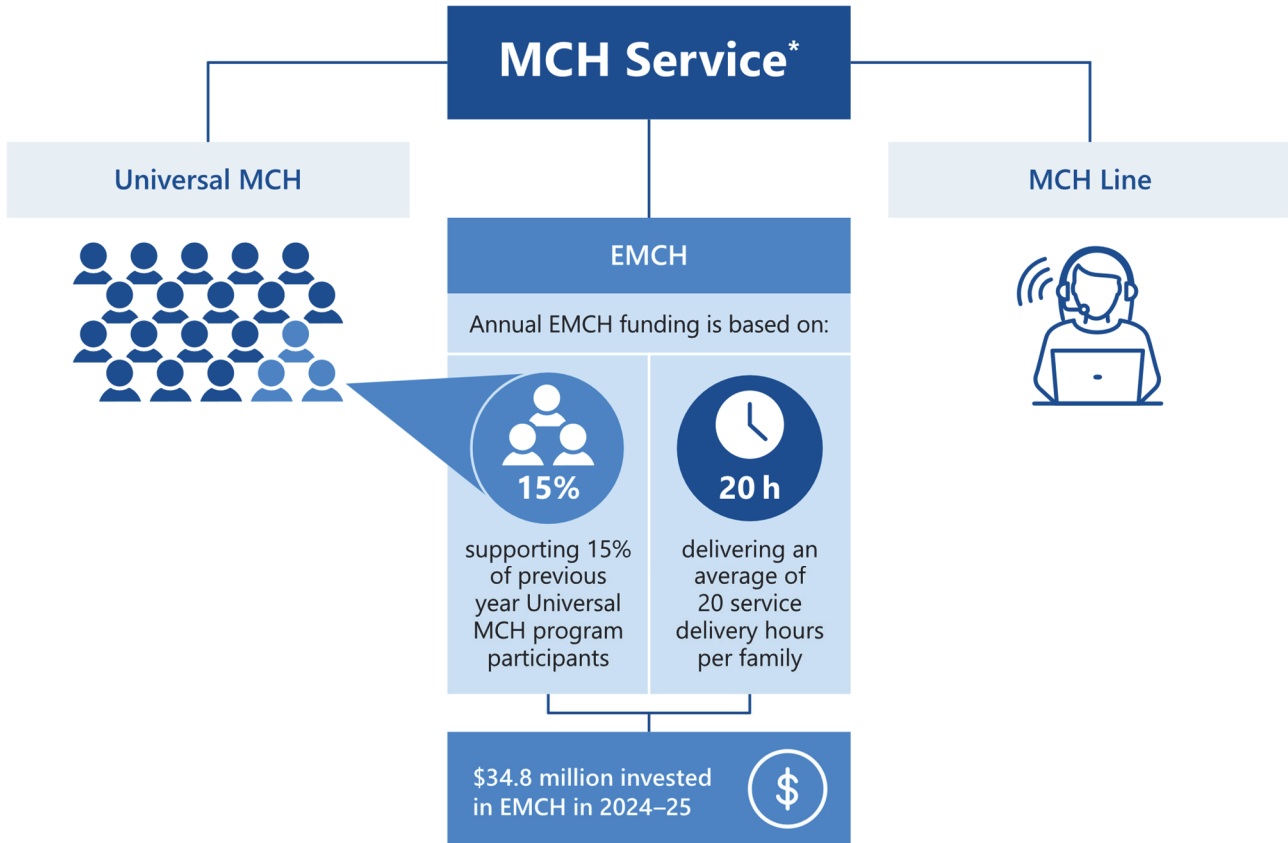 MCH Service*
Universal MCH
MCH Line
EMCH
Annual EMCH funding is based on:
15%
supporting 15%
of previous
year Universal
MCH program
participants
20 h
delivering an
average of
20 service
delivery hours
per family
$34.8 million invested
in EMCH in 2024–25
$